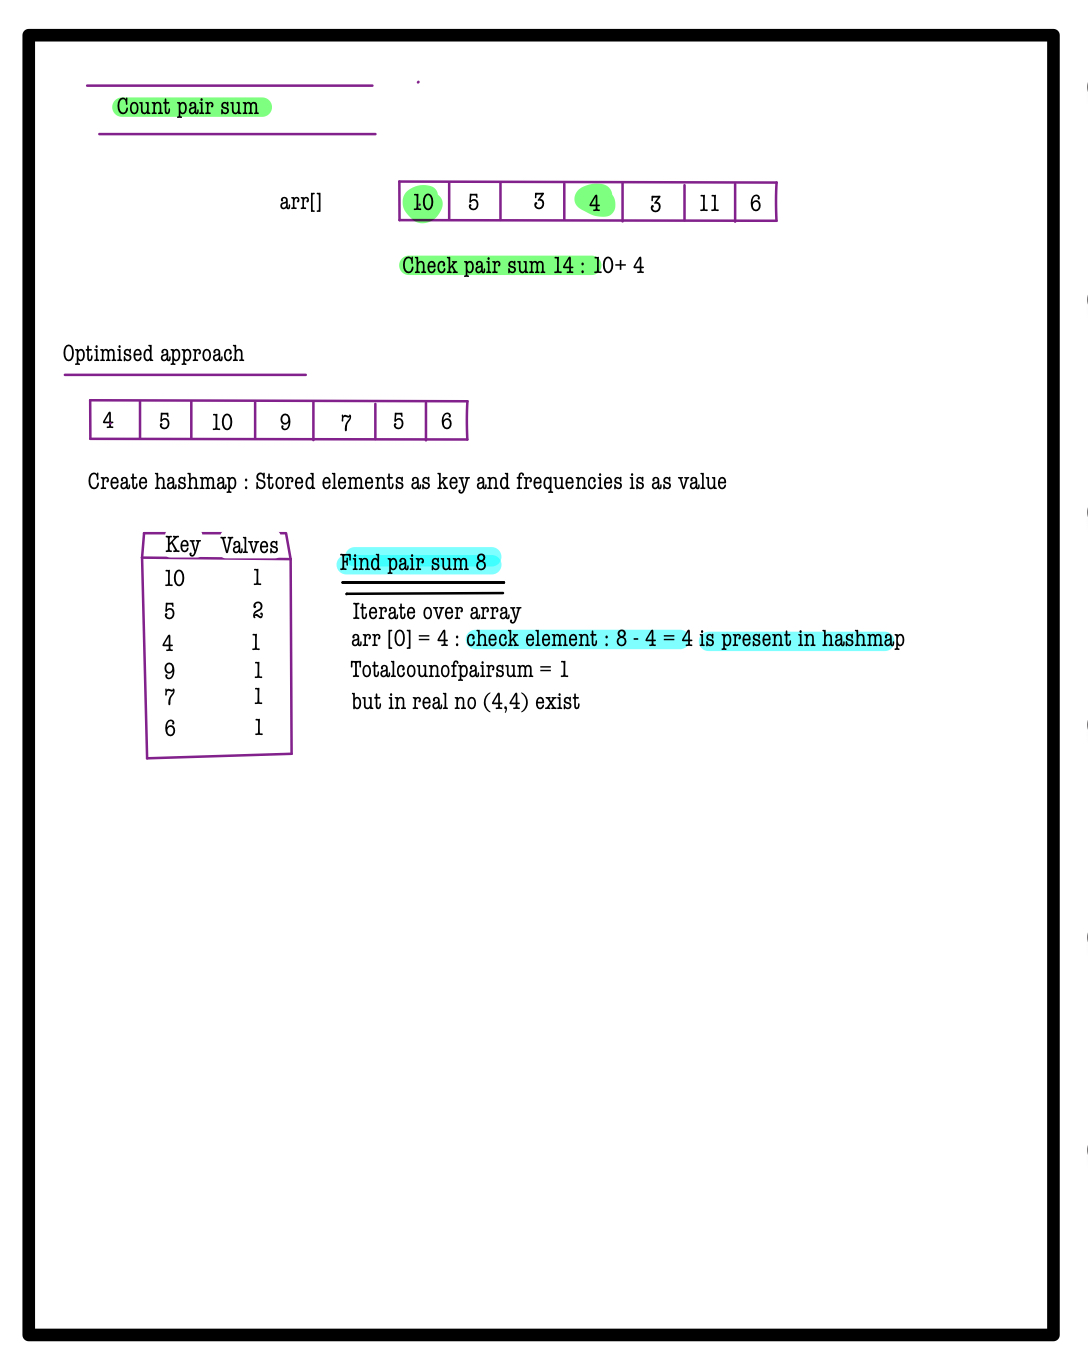 Count pair sum
arr[] 10 5 3 4 3 11 6
Check pair sum 14 : 10+ 4
Optimised approach
4 5 10 9 7 5 6
Create hashmap : Stored elements as key and frequencies is as value
Key Valves
10 1
5 2
4 1
9 1
7 1
6 1
Find pair sum 8
Iterate over array
arr [0] = 4 : check element : 8 - 4 = 4 is present in hashmap
Totalcounofpairsum = 1
but in real no (4,4) exist